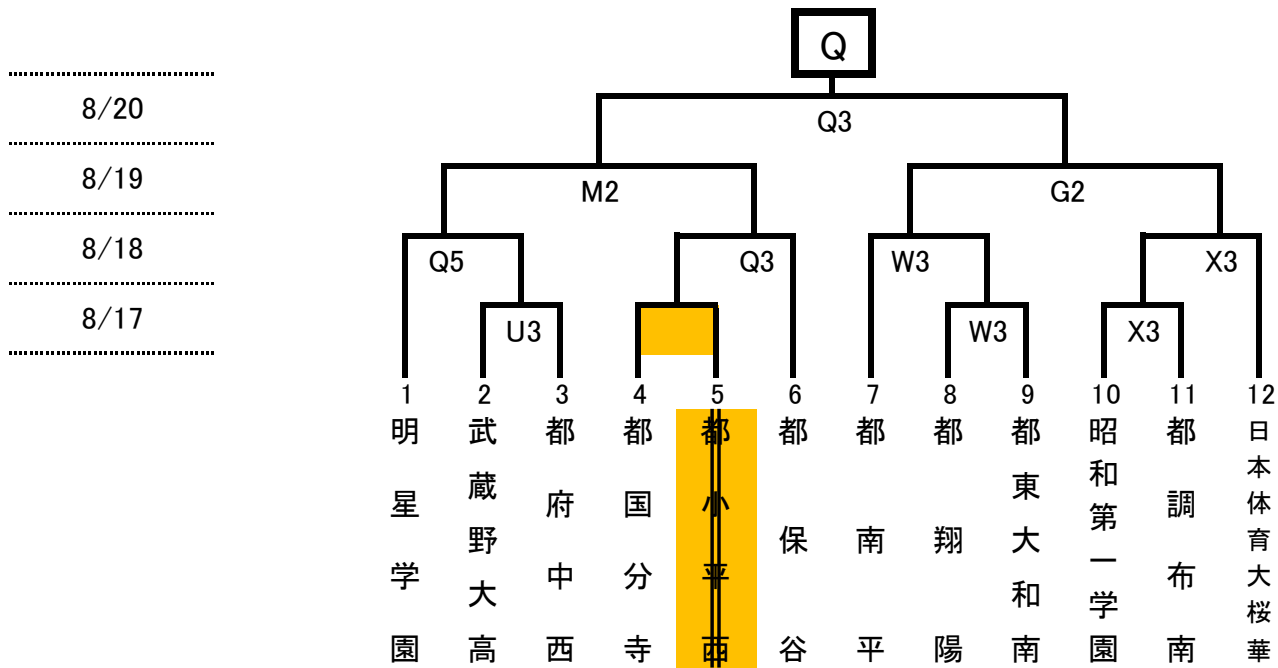 Q
8/20
Q3
8/19
M2
G2
8/18
Q5
Q3
W3
X3
8/17
U3
W3
X3
1 2 3 4 5 6 7 8 9 10 11 12
明星学園
武蔵野大高
都府中西
都国分寺
都小平西
都保谷
都南平
都翔陽
都東大和南
昭和第一学園
都調布南
日本体育大桜華